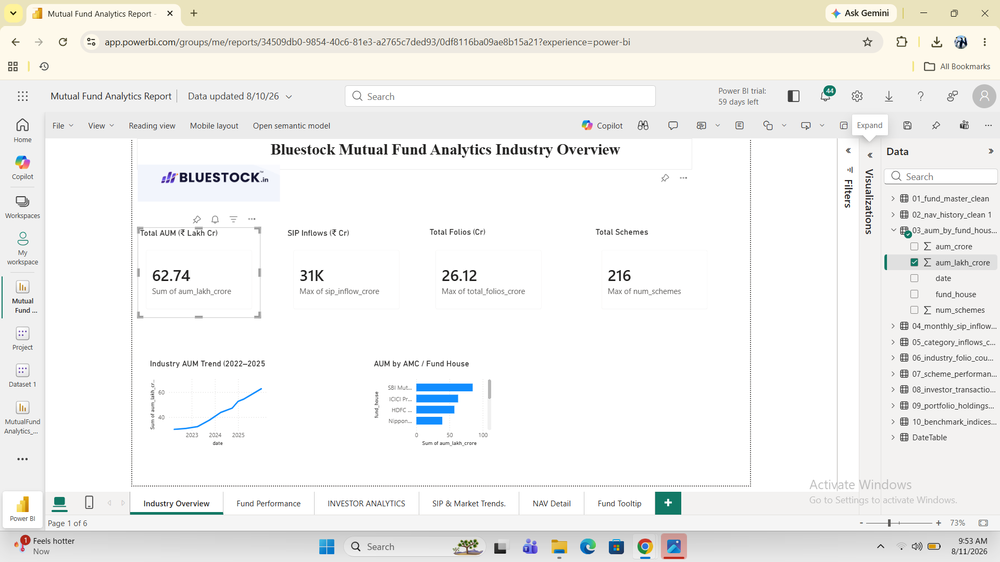 Mutual Fund Analytics Report -
Ask Gemini
app.powerbi.com/groups/me/reports/34509db0-9854-40c6-81e3-a2765c7ded93/0df8116ba09ae8b15a21?experience=power-bi
All Bookmarks
Mutual Fund Analytics Report
Data updated 8/10/26
Search
Power BI trial:
59 days left
44
File
View
Reading view
Mobile layout
Open semantic model
Copilot
Expand
Home
Copilot
Workspaces
My
workspace
Mutual
Fund ...
Project
Dataset 1
MutualFund
Analytics_...
Power BI
Bluestock Mutual Fund Analytics Industry Overview
BLUESTOCK.in™
Total AUM (₹ Lakh Cr)
62.74
Sum of aum_lakh_crore
SIP Inflows (₹ Cr)
31K
Max of sip_inflow_crore
Total Folios (Cr)
26.12
Max of total_folios_crore
Total Schemes
216
Max of num_schemes
Industry AUM Trend (2022–2025
Sum of aum_lakh_cr...
60
40
2023
2024
2025
date
AUM by AMC / Fund House
fund_house
SBI Mut...
ICICI Pr...
HDFC ...
Nippon...
0
50
100
Sum of aum_lakh_crore
Filters
Visualizations
Data
Search
01_fund_master_clean
02_nav_history_clean 1
03_aum_by_fund_hous...
aum_crore
aum_lakh_crore
date
fund_house
num_schemes
04_monthly_sip_inflow...
05_category_inflows_c...
06_industry_folio_cou...
07_scheme_performan...
08_investor_transactio...
09_portfolio_holdings...
10_benchmark_indices...
DateTable
Activate Windows
Go to Settings to activate Windows.
Industry Overview
Fund Performance
INVESTOR ANALYTICS
SIP & Market Trends.
NAV Detail
Fund Tooltip
Page 1 of 6
73%
1
Feels hotter
Now
Search
9:53 AM
8/11/2026